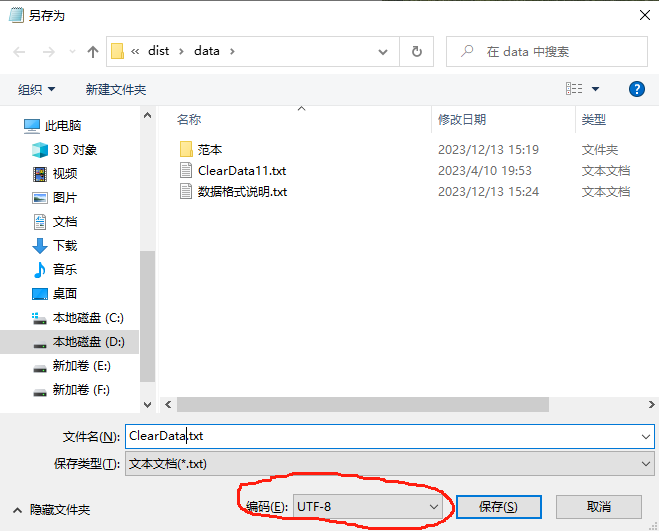 另存为
« dist › data ›
在 data 中搜索
组织
新建文件夹
?
此电脑
3D 对象
视频
图片
文档
下载
音乐
桌面
本地磁盘 (C:)
本地磁盘 (D:)
新加卷 (E:)
新加卷 (F:)
名称 修改日期 类型
范本 2023/12/13 15:19 文件夹
ClearData11.txt 2023/4/10 19:53 文本文档
数据格式说明.txt 2023/12/13 15:24 文本文档
文件名(N): ClearData.txt
保存类型(T): 文本文档(*.txt)
隐藏文件夹 编码(E): UTF-8 保存(S) 取消